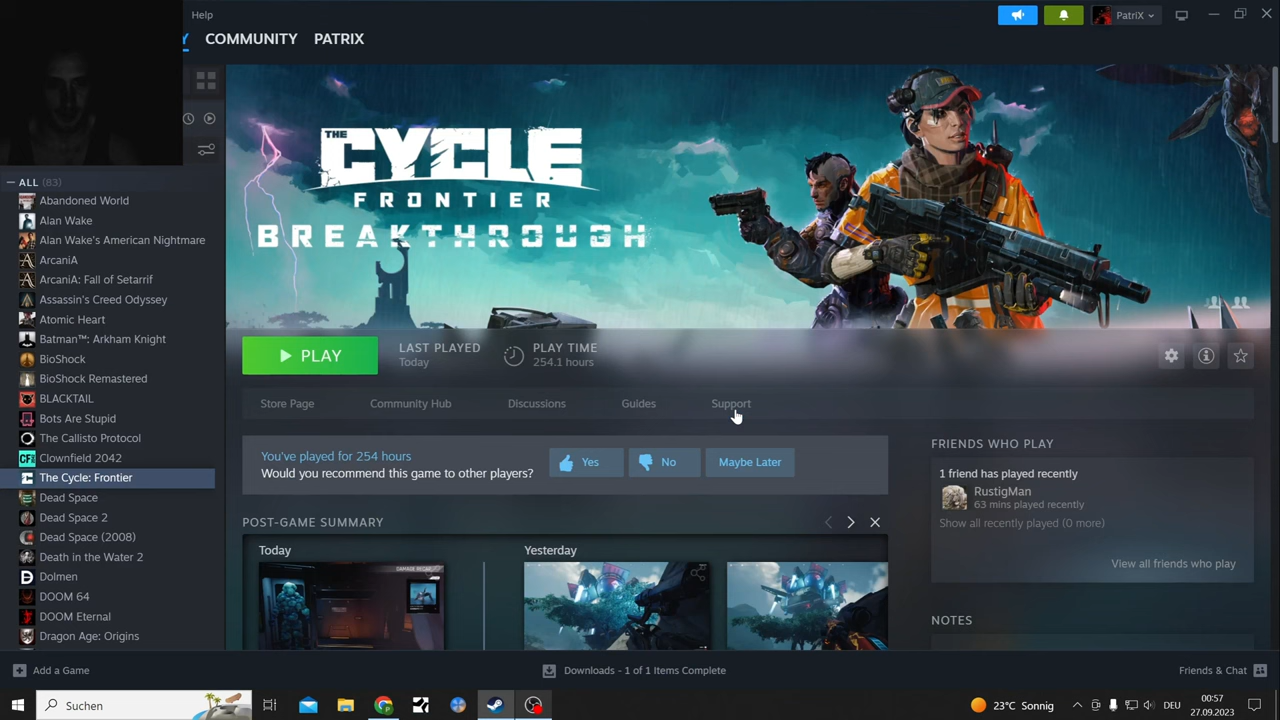 Help
PatriX
Y COMMUNITY PATRIX
THE
CYCLE
FRONTIER
BREAKTHROUGH
ALL (83)
Abandoned World
Alan Wake
Alan Wake's American Nightmare
ArcaniA
ArcaniA: Fall of Setarrif
Assassin's Creed Odyssey
Atomic Heart
Batman™: Arkham Knight
BioShock
BioShock Remastered
BLACKTAIL
Bots Are Stupid
The Callisto Protocol
Clownfield 2042
The Cycle: Frontier
Dead Space
Dead Space 2
Dead Space (2008)
Death in the Water 2
Dolmen
DOOM 64
DOOM Eternal
Dragon Age: Origins
PLAY
LAST PLAYED
Today
PLAY TIME
254.1 hours
Store Page Community Hub Discussions Guides Support
You've played for 254 hours
Would you recommend this game to other players?
Yes No Maybe Later
FRIENDS WHO PLAY
1 friend has played recently
RustigMan
63 mins played recently
Show all recently played (0 more)
View all friends who play
POST-GAME SUMMARY
Today Yesterday
NOTES
Add a Game
Downloads - 1 of 1 Items Complete
Friends & Chat
Suchen
23°C Sonnig
DEU
00:57
27.09.2023